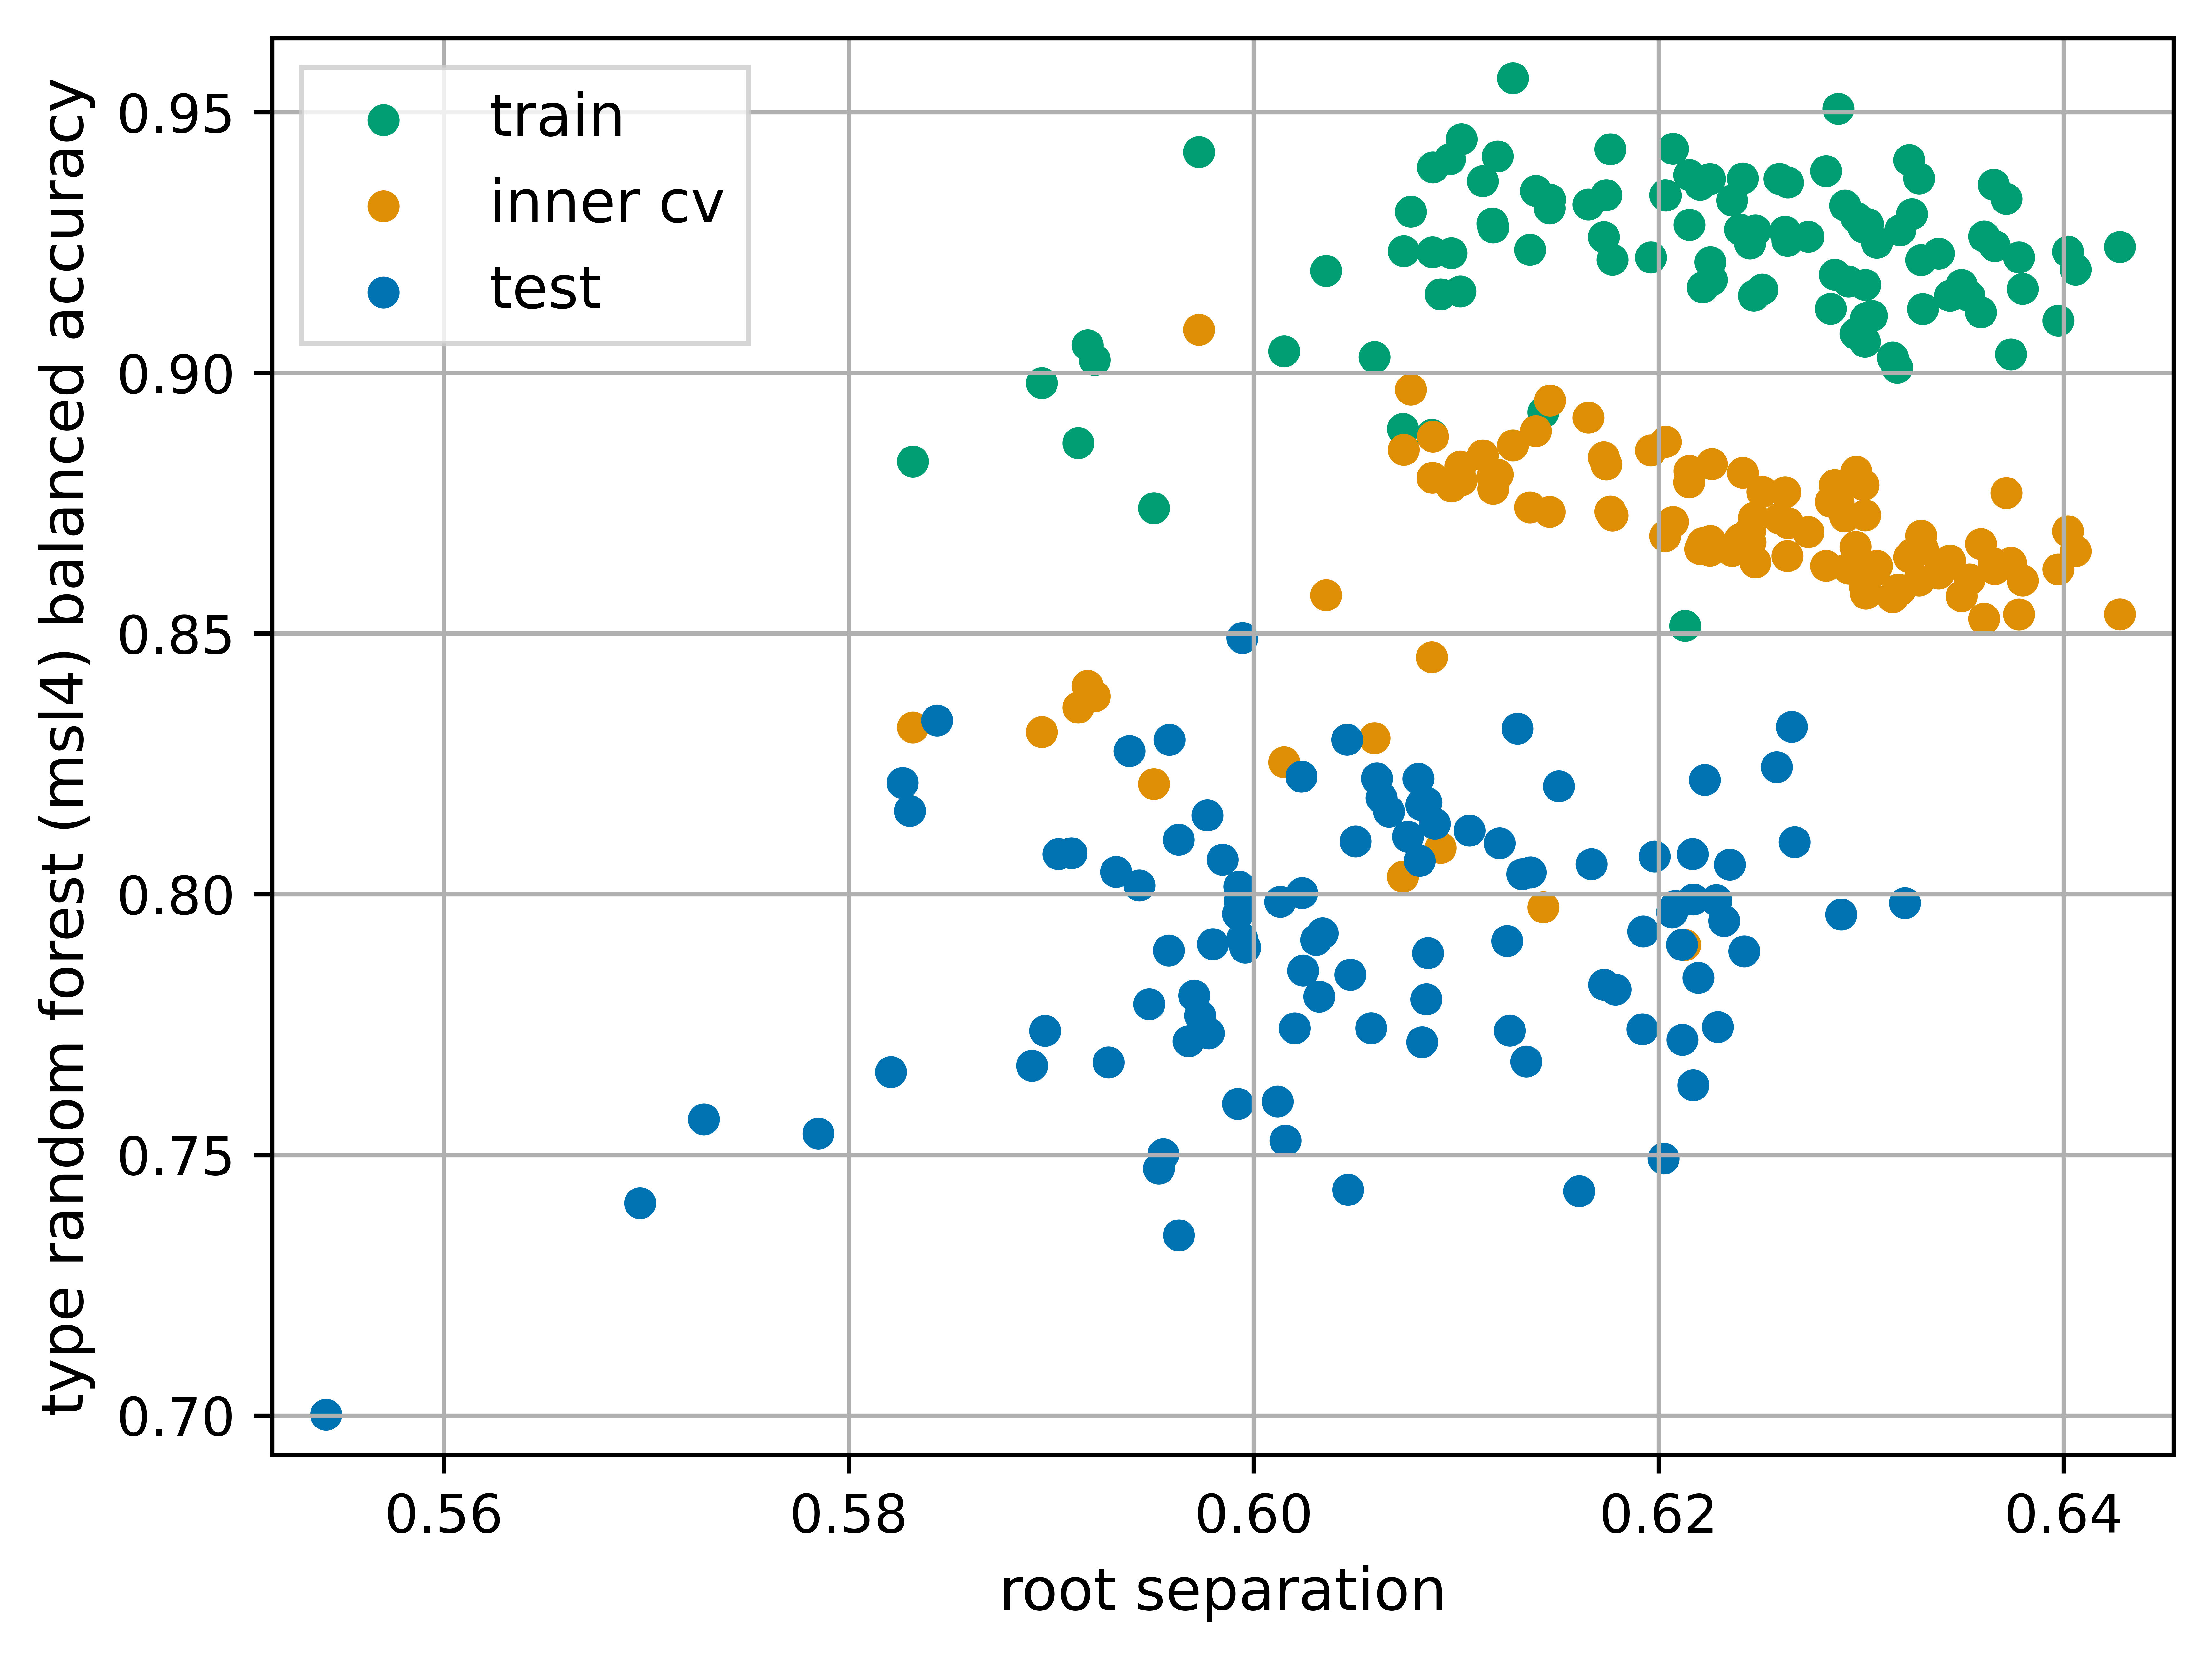 train
inner cv
test
0.95
0.90
0.85
0.80
0.75
0.70
type random forest (msl4) balanced accuracy
0.56 0.58 0.60 0.62 0.64
root separation